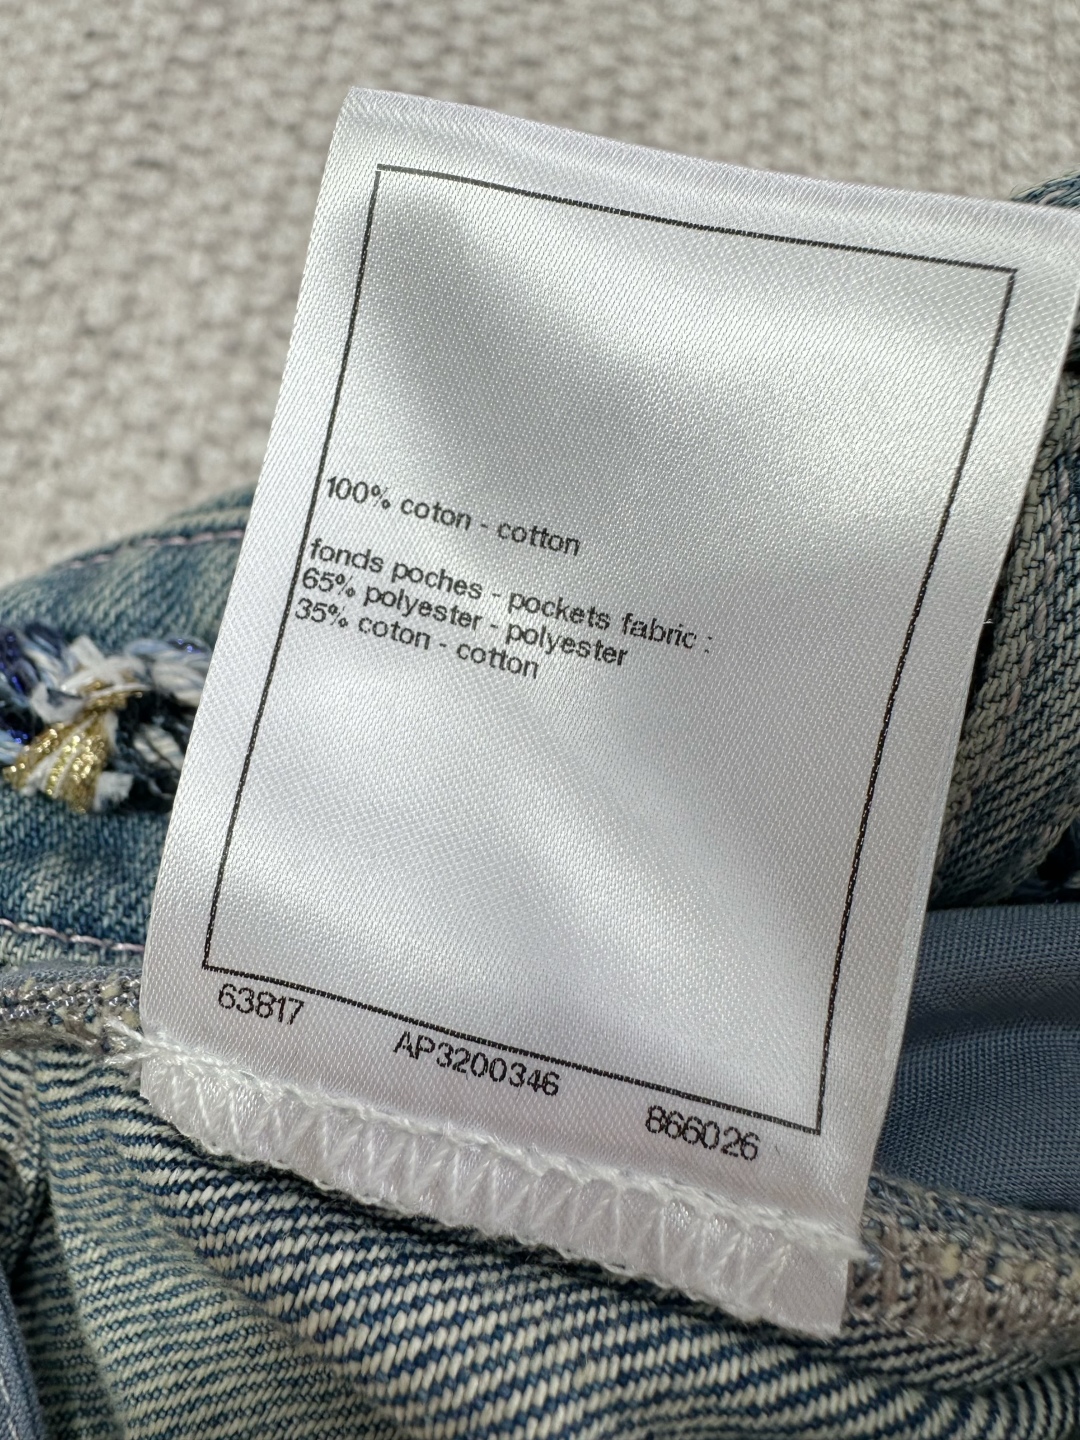 100% coton - cotton
fonds poches - pockets fabric :
65% polyester - polyester
35% coton - cotton
63817
AP3200346
866026